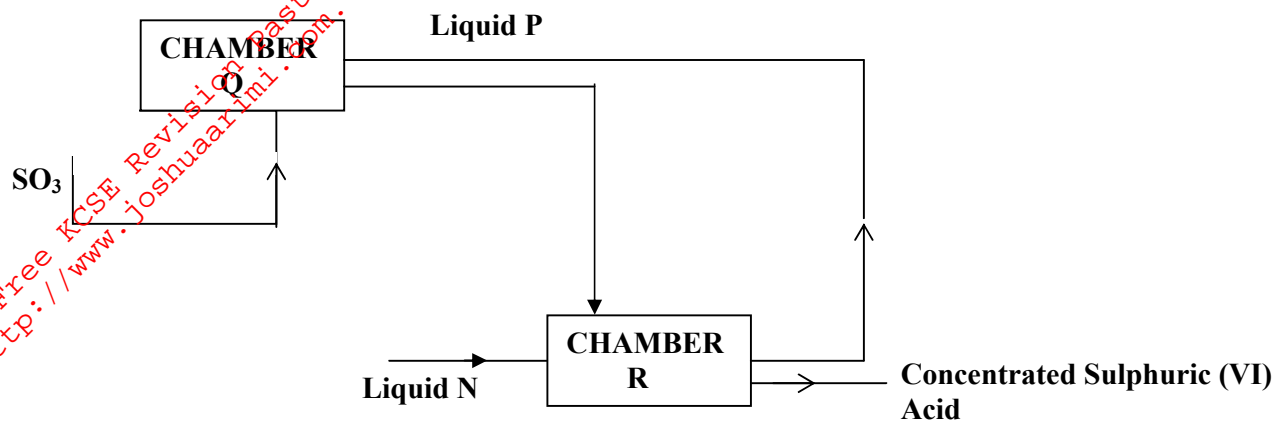 Liquid P
CHAMBER
Q
SO₃
Liquid N
CHAMBER
R
Concentrated Sulphuric (VI)
Acid
Free KCSE Revision Past
http://www.joshuaarimi.com.